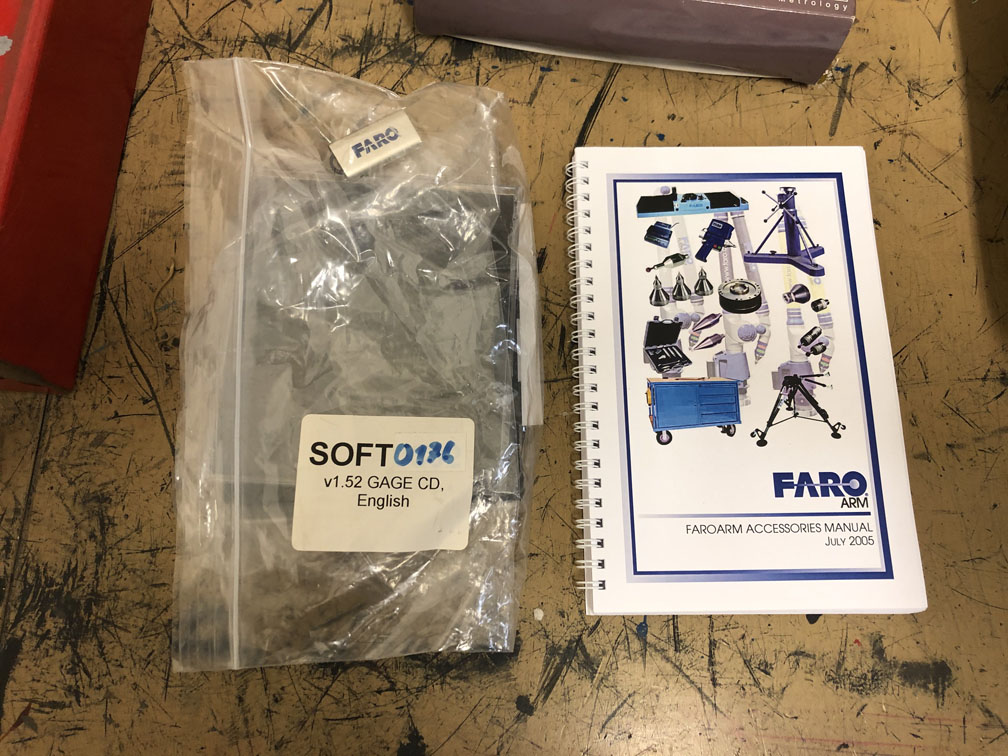 metrology
FARO
SOFT0136
v1.52 GAGE CD,
English
FARO
ARM
FAROARM ACCESSORIES MANUAL
JULY 2005